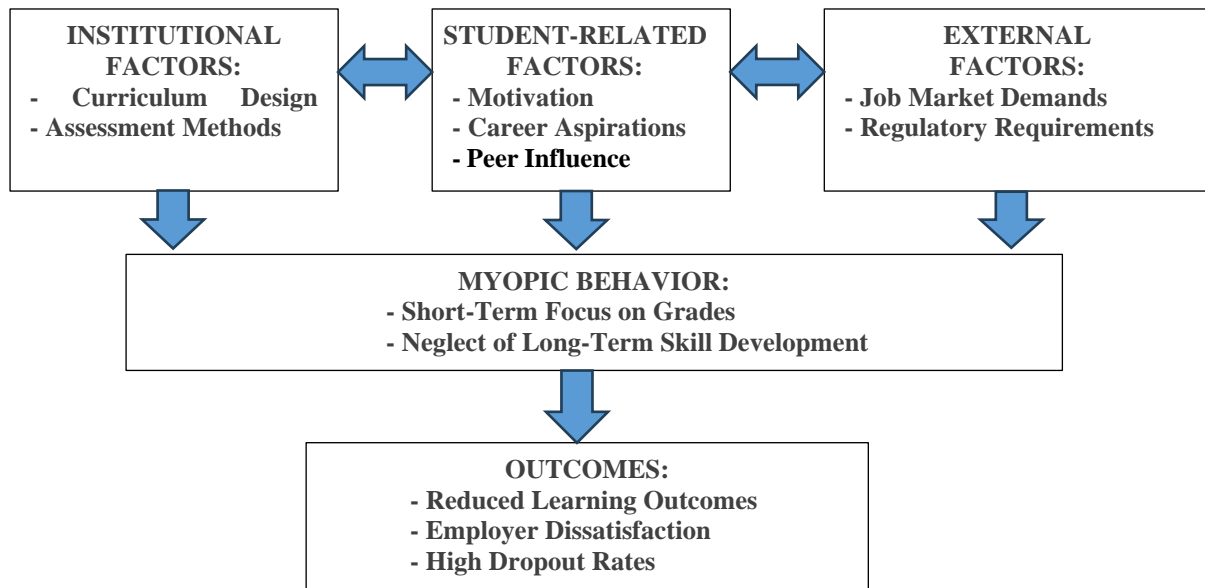 INSTITUTIONAL
FACTORS:
- Curriculum Design
- Assessment Methods
STUDENT-RELATED
FACTORS:
- Motivation
- Career Aspirations
- Peer Influence
EXTERNAL
FACTORS:
- Job Market Demands
- Regulatory Requirements
MYOPIC BEHAVIOR:
- Short-Term Focus on Grades
- Neglect of Long-Term Skill Development
OUTCOMES:
- Reduced Learning Outcomes
- Employer Dissatisfaction
- High Dropout Rates